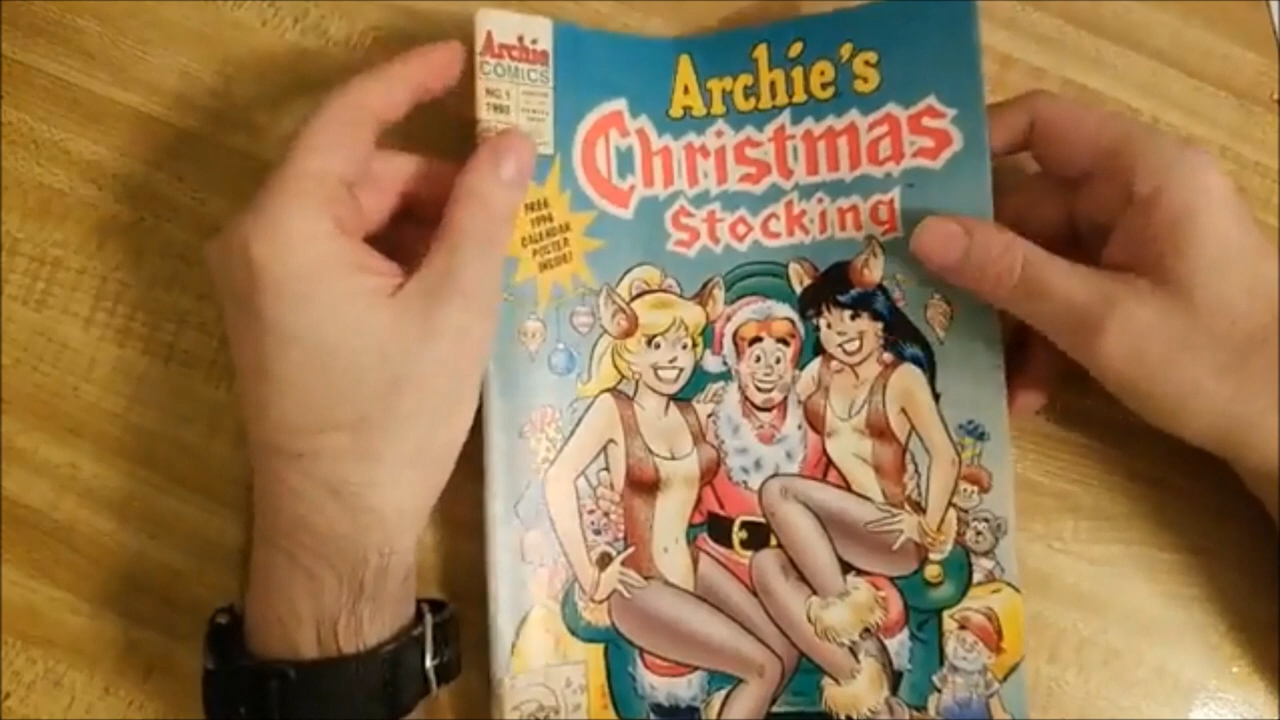 Archie
COMICS
NO. 1
1993
Archie's
Christmas
Stocking
FREE
1994
CALENDAR
POSTER
INSIDE!